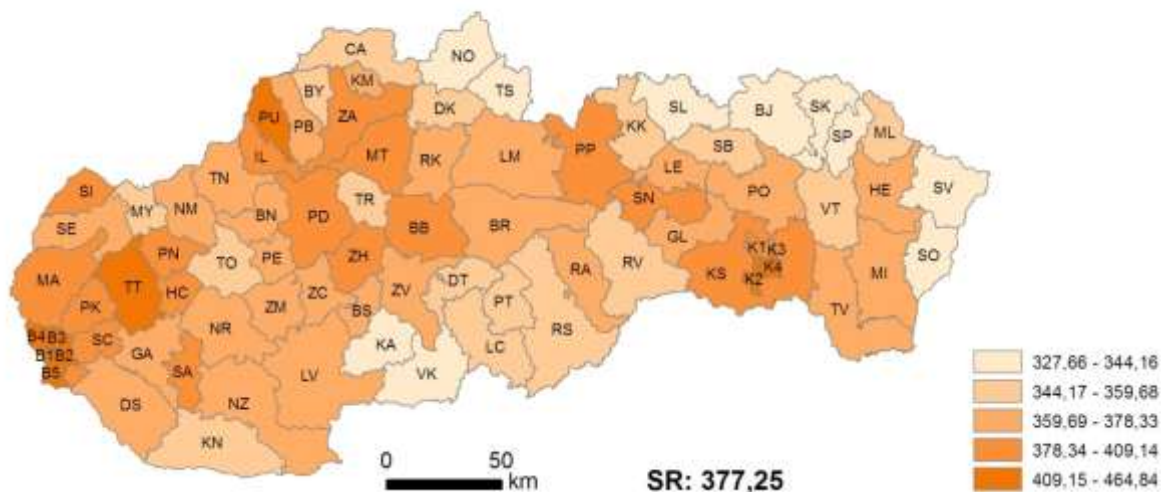 CA
NO
BY
KM
TS
PU
PB
ZA
DK
SL
BJ
SK
SP
KK
ML
SB
IL
MT
RK
LM
PP
LE
TN
PO
HE
SV
SI
MY
NM
BN
TR
SN
VT
SE
PD
BB
BR
GL
PN
TO
PE
RV
K1
K3
SO
MA
TT
ZH
RA
KS
K4
K2
MI
HC
ZM
ZC
ZV
DT
PK
BS
PT
TV
B4
B3
SC
GA
NR
RS
B1
B2
KA
LC
B5
SA
LV
VK
DS
NZ
KN
327,66 - 344,16
344,17 - 359,68
359,69 - 378,33
378,34 - 409,14
409,15 - 464,84
0 50
km
SR: 377,25